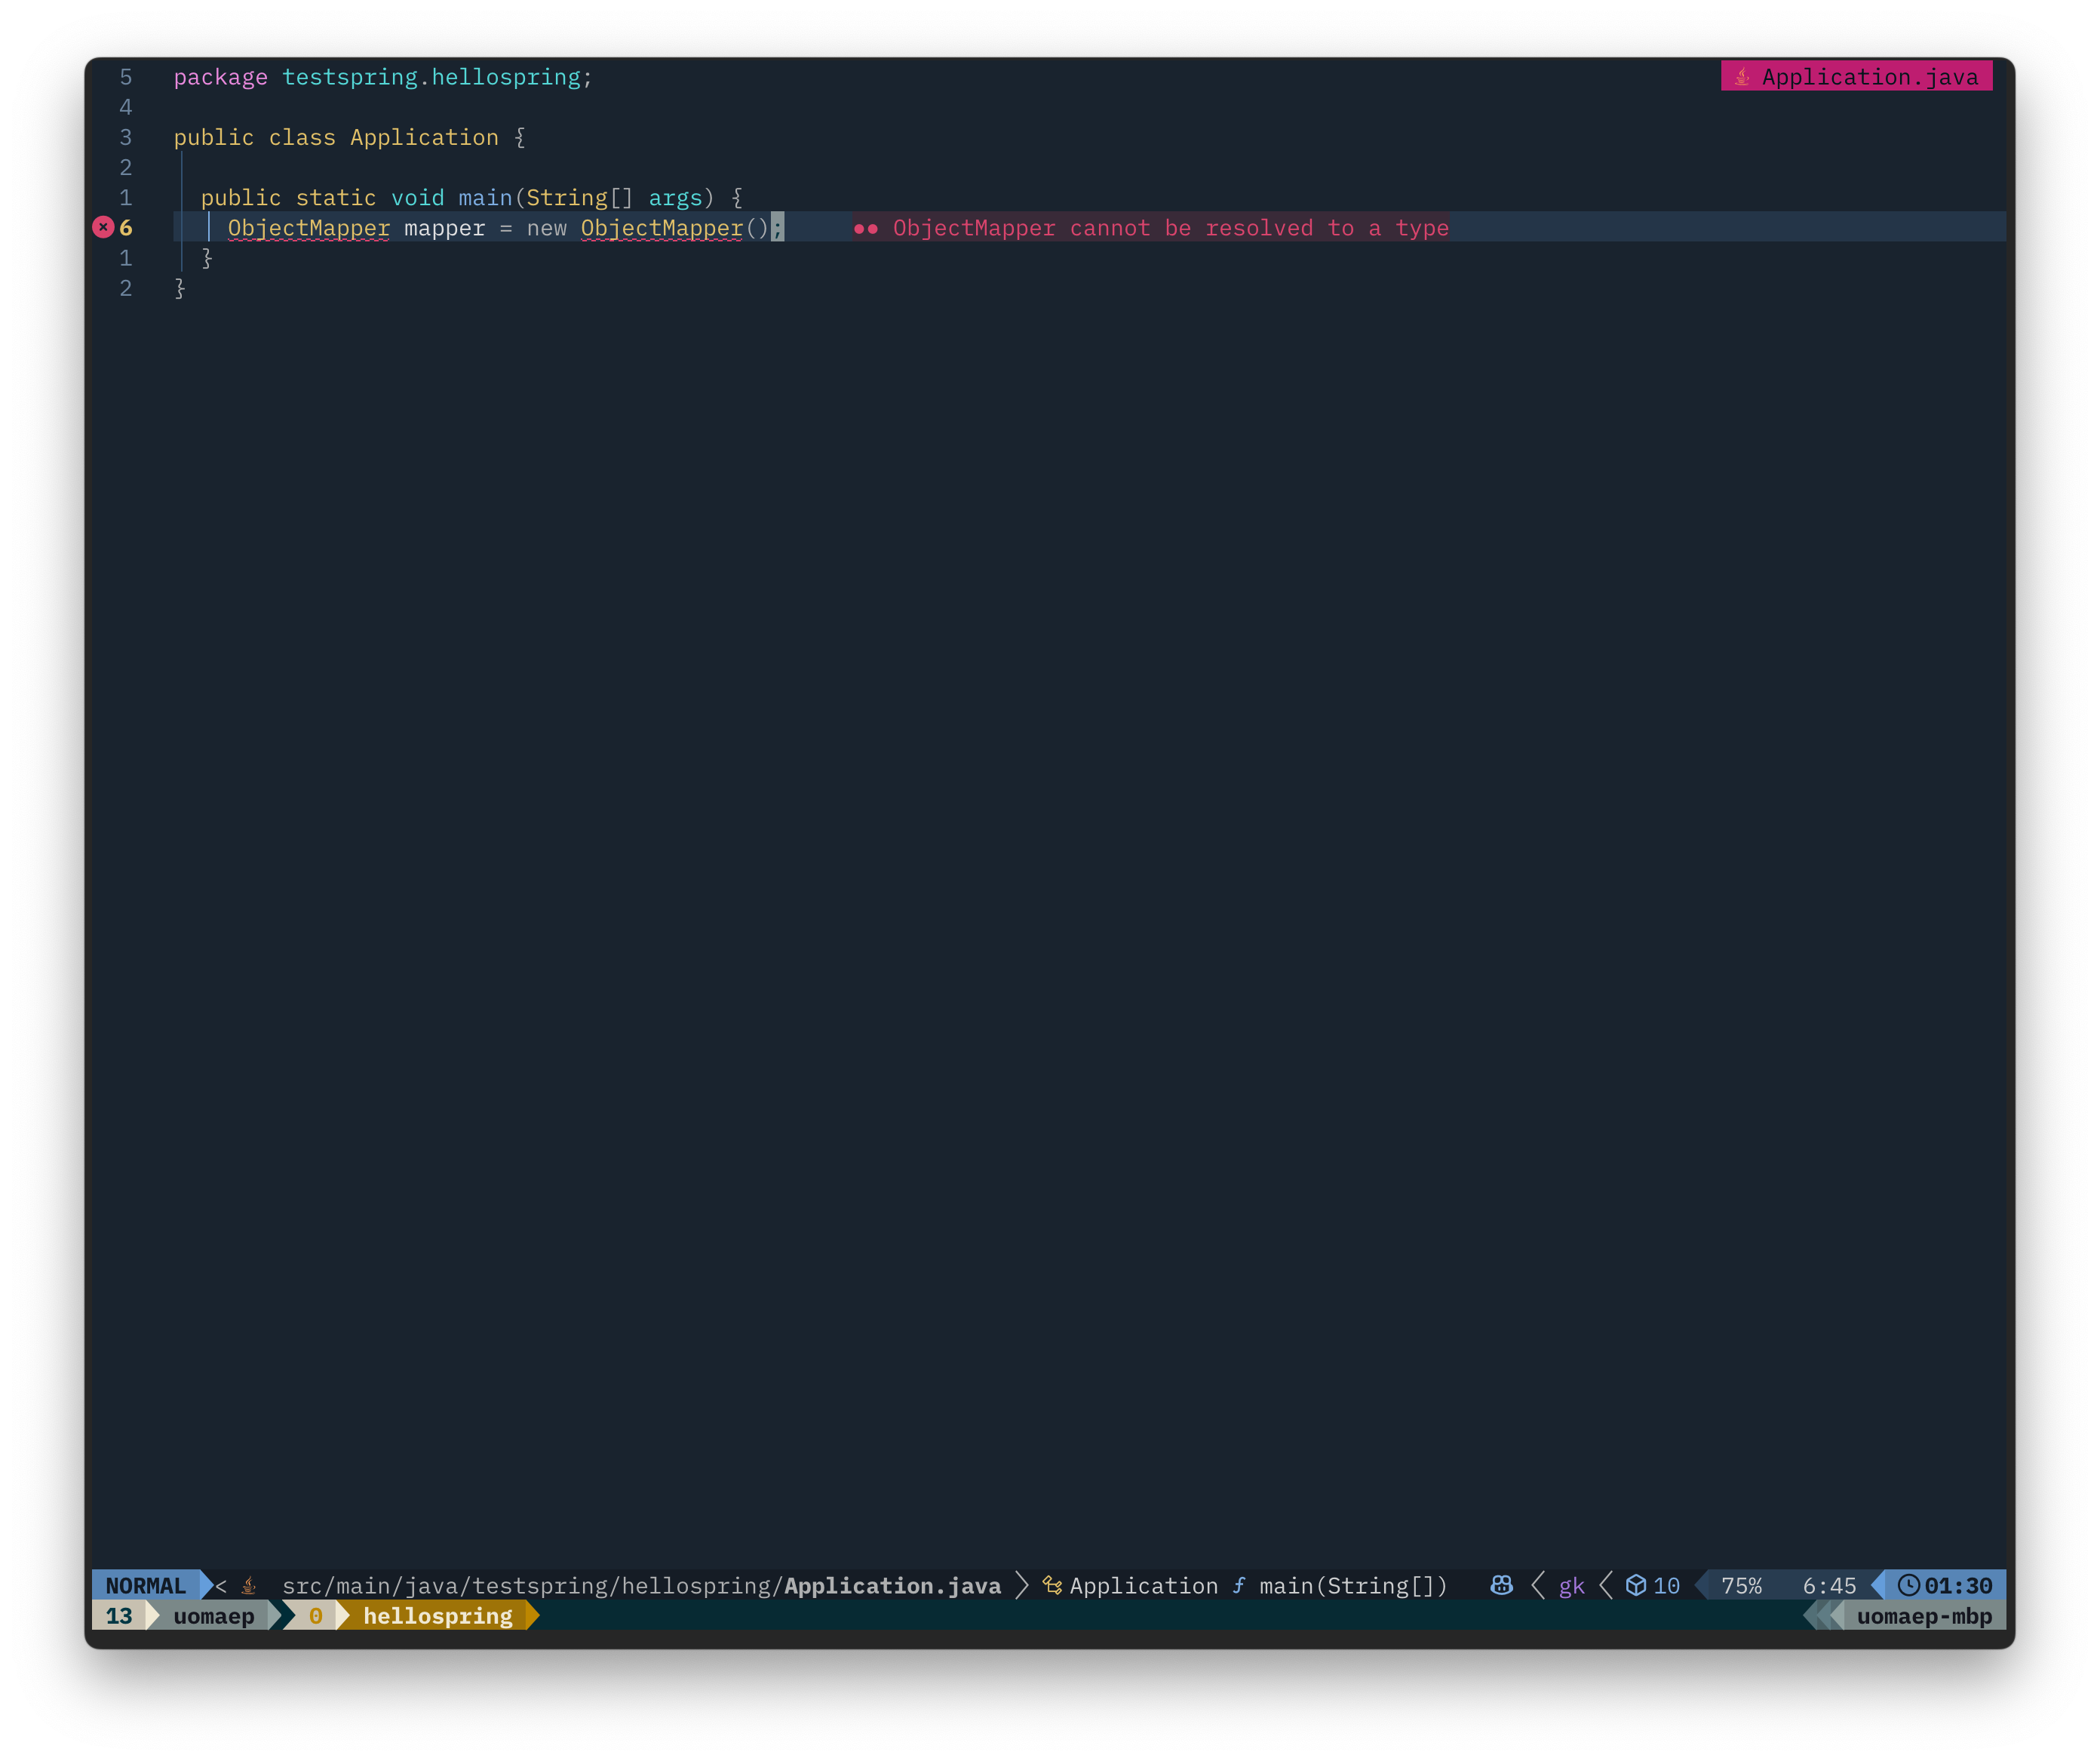 5 package testspring.hellospring; Application.java
4
3 public class Application {
2
1 public static void main(String[] args) {
6 ObjectMapper mapper = new ObjectMapper(); ●● ObjectMapper cannot be resolved to a type
1 }
2 }
NORMAL < src/main/java/testspring/hellospring/Application.java Application f main(String[]) gk 10 75% 6:45 01:30
13 uomaep 0 hellospring uomaep-mbp